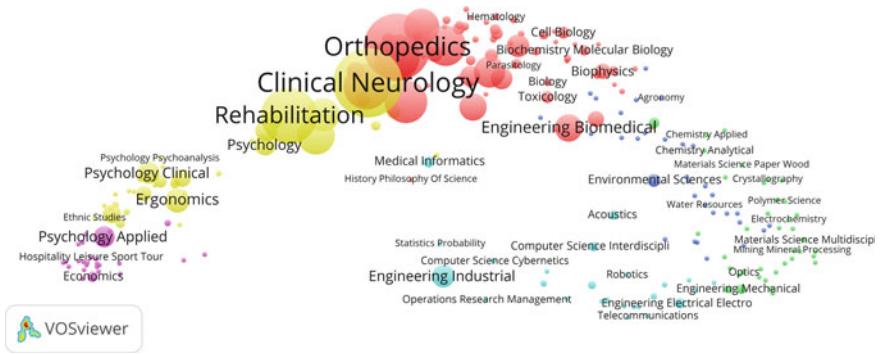 Hematology
Cell Biology
Orthopedics
Biochemistry Molecular Biology
Parasitology
Biophysics
Clinical Neurology
Biology
Toxicology
Agronomy
Rehabilitation
Engineering Biomedical
Chemistry Applied
Psychology
Chemistry Analytical
Psychology Psychoanalysis
Medical Informatics
Materials Science Paper Wood
Psychology Clinical
History Philosophy Of Science
Environmental Sciences
Crystallography
Ergonomics
Water Resources
Polymer Science
Ethnic Studies
Acoustics
Electrochemistry
Psychology Applied
Statistics Probability
Computer Science Interdiscipli
Materials Science Multidiscipl
Mining Mineral Processing
Hospitality Leisure Sport Tour
Computer Science Cybernetics
Economics
Engineering Industrial
Robotics
Optics
Engineering Mechanical
Operations Research Management
Engineering Electrical Electro
Telecommunications
VOSviewer